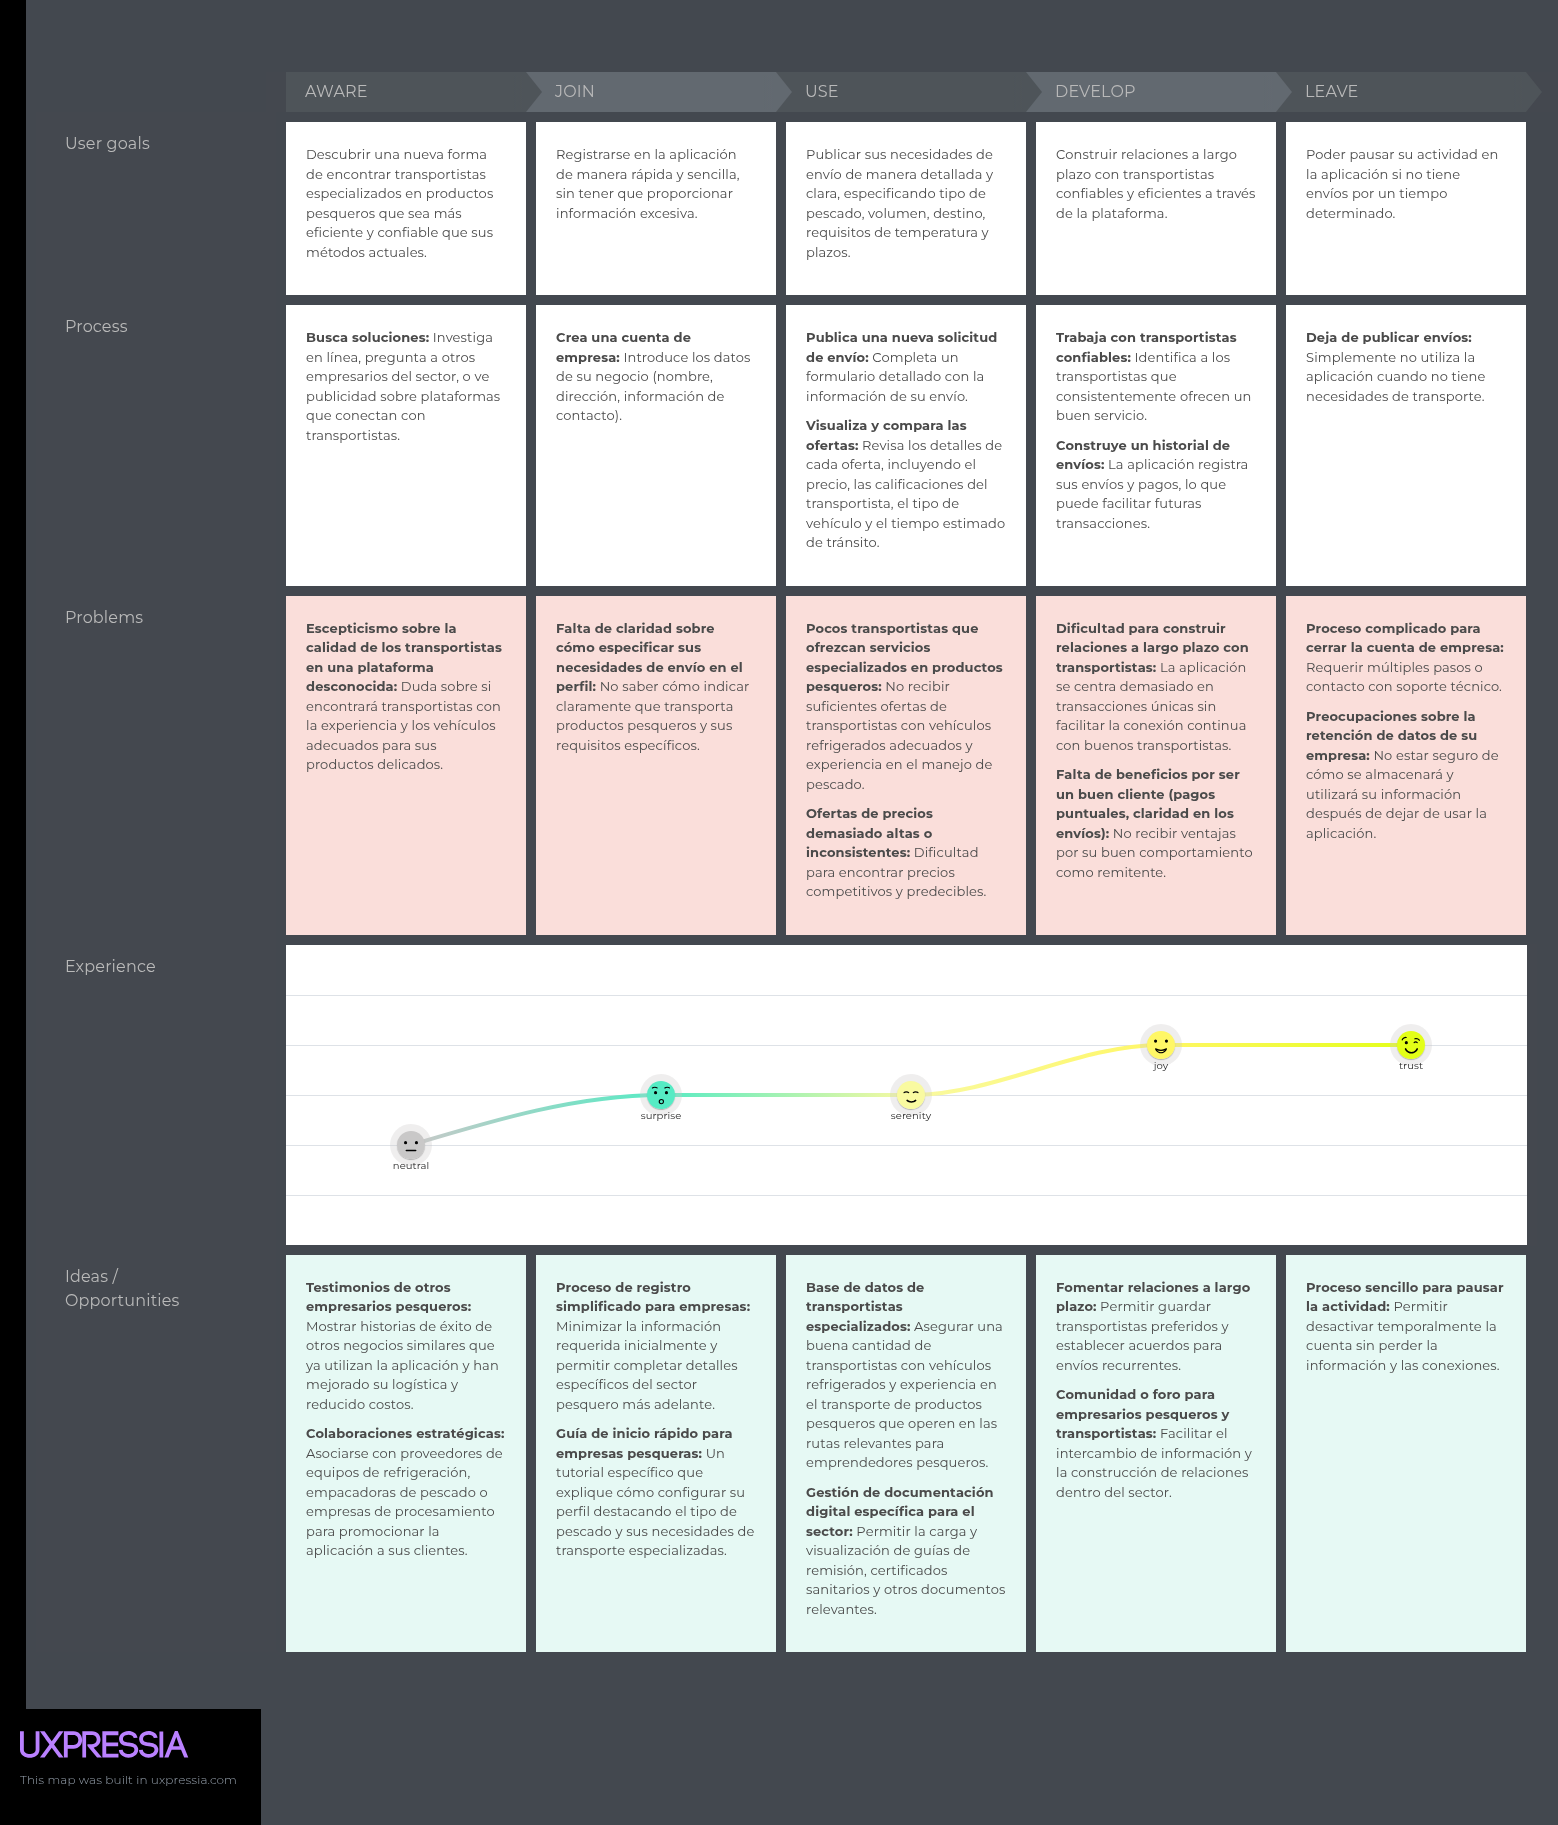 AWARE
JOIN
USE
DEVELOP
LEAVE
User goals
Descubrir una nueva forma
de encontrar transportistas
especializados en productos
pesqueros que sea más
eficiente y confiable que sus
métodos actuales.
Registrarse en la aplicación
de manera rápida y sencilla,
sin tener que proporcionar
información excesiva.
Publicar sus necesidades de
envío de manera detallada y
clara, especificando tipo de
pescado, volumen, destino,
requisitos de temperatura y
plazos.
Construir relaciones a largo
plazo con transportistas
confiables y eficientes a través
de la plataforma.
Poder pausar su actividad en
la aplicación si no tiene
envíos por un tiempo
determinado.
Process
Busca soluciones: Investiga
en línea, pregunta a otros
empresarios del sector, o ve
publicidad sobre plataformas
que conectan con
transportistas.
Crea una cuenta de
empresa: Introduce los datos
de su negocio (nombre,
dirección, información de
contacto).
Publica una nueva solicitud
de envío: Completa un
formulario detallado con la
información de su envío.
Visualiza y compara las
ofertas: Revisa los detalles de
cada oferta, incluyendo el
precio, las calificaciones del
transportista, el tipo de
vehículo y el tiempo estimado
de tránsito.
Trabaja con transportistas
confiables: Identifica a los
transportistas que
consistentemente ofrecen un
buen servicio.
Construye un historial de
envíos: La aplicación registra
sus envíos y pagos, lo que
puede facilitar futuras
transacciones.
Deja de publicar envíos:
Simplemente no utiliza la
aplicación cuando no tiene
necesidades de transporte.
Problems
Escepticismo sobre la
calidad de los transportistas
en una plataforma
desconocida: Duda sobre si
encontrará transportistas con
la experiencia y los vehículos
adecuados para sus
productos delicados.
Falta de claridad sobre
cómo especificar sus
necesidades de envío en el
perfil: No saber cómo indicar
claramente que transporta
productos pesqueros y sus
requisitos específicos.
Pocos transportistas que
ofrezcan servicios
especializados en productos
pesqueros: No recibir
suficientes ofertas de
transportistas con vehículos
refrigerados adecuados y
experiencia en el manejo de
pescado.
Ofertas de precios
demasiado altas o
inconsistentes: Dificultad
para encontrar precios
competitivos y predecibles.
Dificultad para construir
relaciones a largo plazo con
transportistas: La aplicación
se centra demasiado en
transacciones únicas sin
facilitar la conexión continua
con buenos transportistas.
Falta de beneficios por ser
un buen cliente (pagos
puntuales, claridad en los
envíos): No recibir ventajas
por su buen comportamiento
como remitente.
Proceso complicado para
cerrar la cuenta de empresa:
Requerir múltiples pasos o
contacto con soporte técnico.
Preocupaciones sobre la
retención de datos de su
empresa: No estar seguro de
cómo se almacenará y
utilizará su información
después de dejar de usar la
aplicación.
Experience
neutral
surprise
serenity
joy
trust
Ideas /
Opportunities
Testimonios de otros
empresarios pesqueros:
Mostrar historias de éxito de
otros negocios similares que
ya utilizan la aplicación y han
mejorado su logística y
reducido costos.
Colaboraciones estratégicas:
Asociarse con proveedores de
equipos de refrigeración,
empacadoras de pescado o
empresas de procesamiento
para promocionar la
aplicación a sus clientes.
Proceso de registro
simplificado para empresas:
Minimizar la información
requerida inicialmente y
permitir completar detalles
específicos del sector
pesquero más adelante.
Guía de inicio rápido para
empresas pesqueras: Un
tutorial específico que
explique cómo configurar su
perfil destacando el tipo de
pescado y sus necesidades de
transporte especializadas.
Base de datos de
transportistas
especializados: Asegurar una
buena cantidad de
transportistas con vehículos
refrigerados y experiencia en
el transporte de productos
pesqueros que operen en las
rutas relevantes para
emprendedores pesqueros.
Gestión de documentación
digital específica para el
sector: Permitir la carga y
visualización de guías de
remisión, certificados
sanitarios y otros documentos
relevantes.
Fomentar relaciones a largo
plazo: Permitir guardar
transportistas preferidos y
establecer acuerdos para
envíos recurrentes.
Comunidad o foro para
empresarios pesqueros y
transportistas: Facilitar el
intercambio de información y
la construcción de relaciones
dentro del sector.
Proceso sencillo para pausar
la actividad: Permitir
desactivar temporalmente la
cuenta sin perder la
información y las conexiones.
UXPRESSIA
This map was built in uxpressia.com